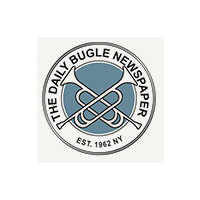 THE DAILY BUGLE NEWSPAPER
EST. 1962 NY